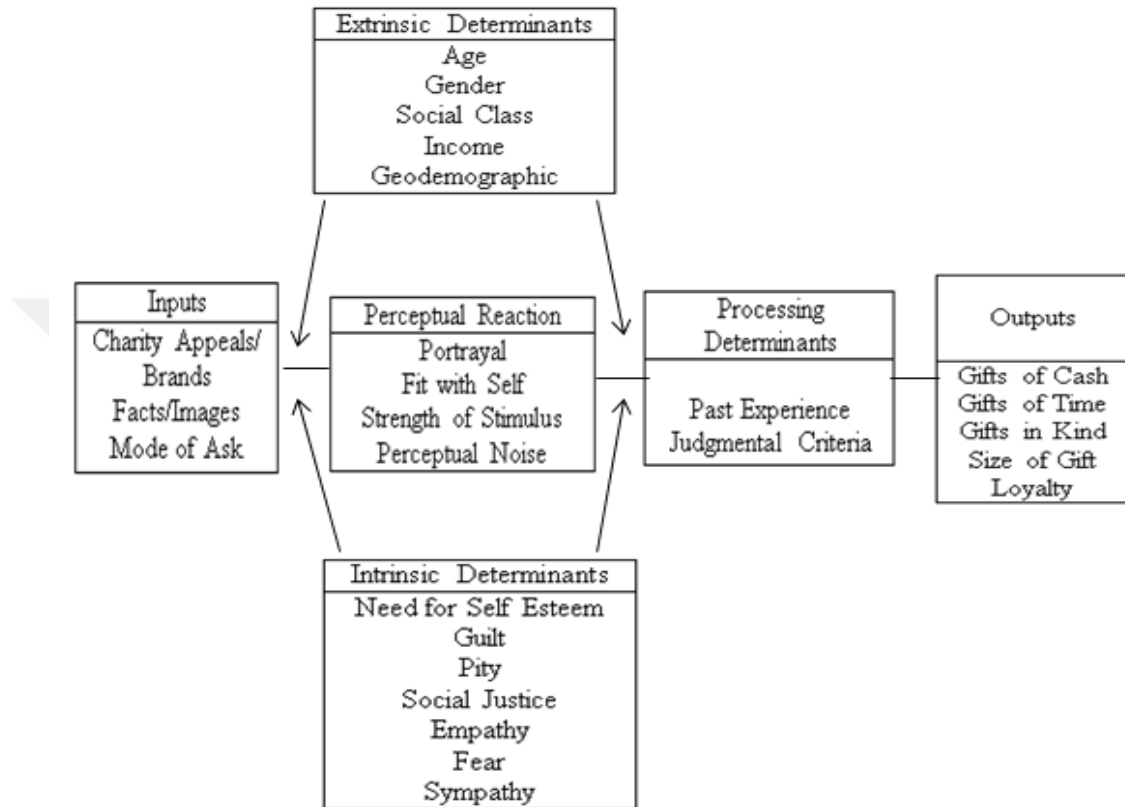 Extrinsic Determinants
Age
Gender
Social Class
Income
Geodemographic
Inputs
Charity Appeals/
Brands
Facts/Images
Mode of Ask
Perceptual Reaction
Portrayal
Fit with Self
Strength of Stimulus
Perceptual Noise
Processing
Determinants
Past Experience
Judgmental Criteria
Outputs
Gifts of Cash
Gifts of Time
Gifts in Kind
Size of Gift
Loyalty
Intrinsic Determinants
Need for Self Esteem
Guilt
Pity
Social Justice
Empathy
Fear
Sympathy